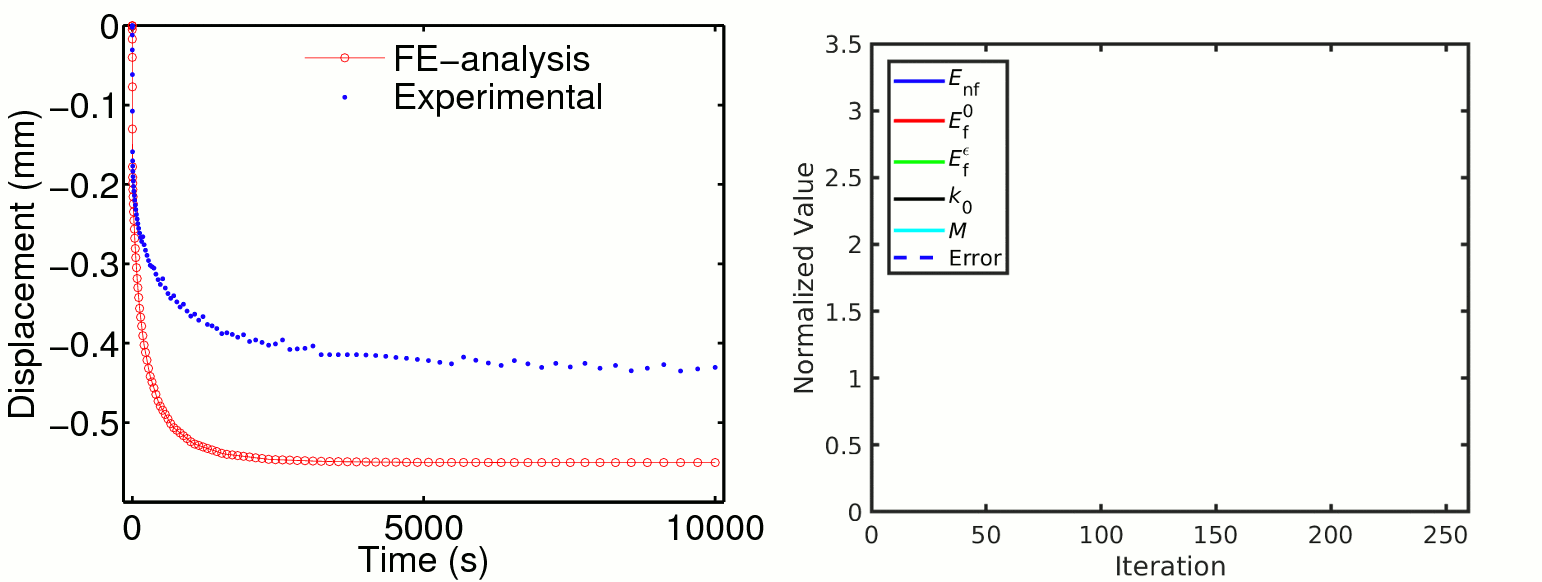 0
−0.1
−0.2
−0.3
−0.4
−0.5
Displacement (mm)
FE−analysis
Experimental
0 5000 10000
Time (s)
3.5
3
2.5
2
1.5
1
0.5
0
Normalized Value
E_nf
E_f^0
E_f^ϵ
k_0
M
Error
0 50 100 150 200 250
Iteration